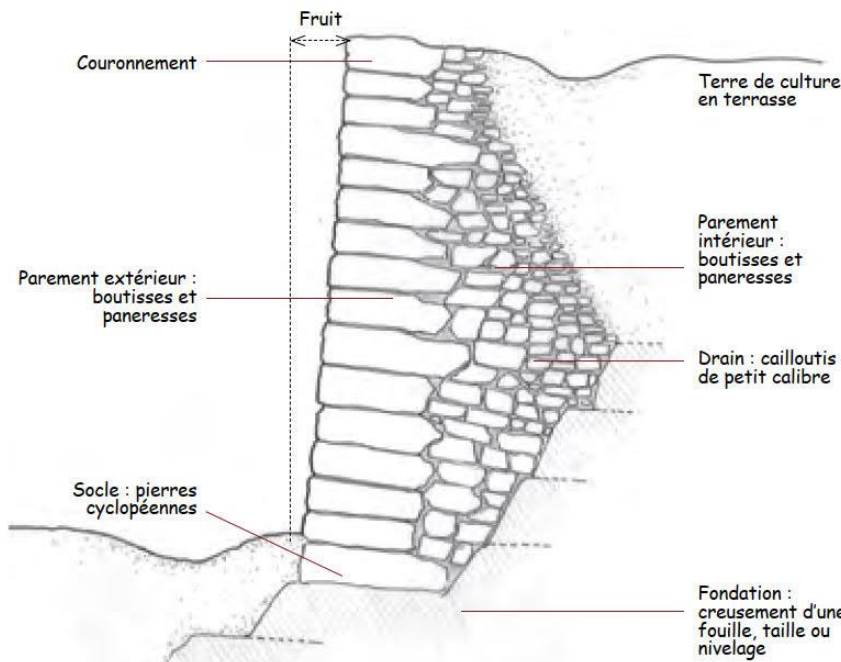 Fruit
Couronnement
Terre de culture
en terrasse
Parement
intérieur :
boutisses et
paneresses
Parement extérieur :
boutisses et
paneresses
Drain : cailloutis
de petit calibre
Socle : pierres
cyclopéennes
Fondation :
creusement d'une
fouille, taille ou
nivelage